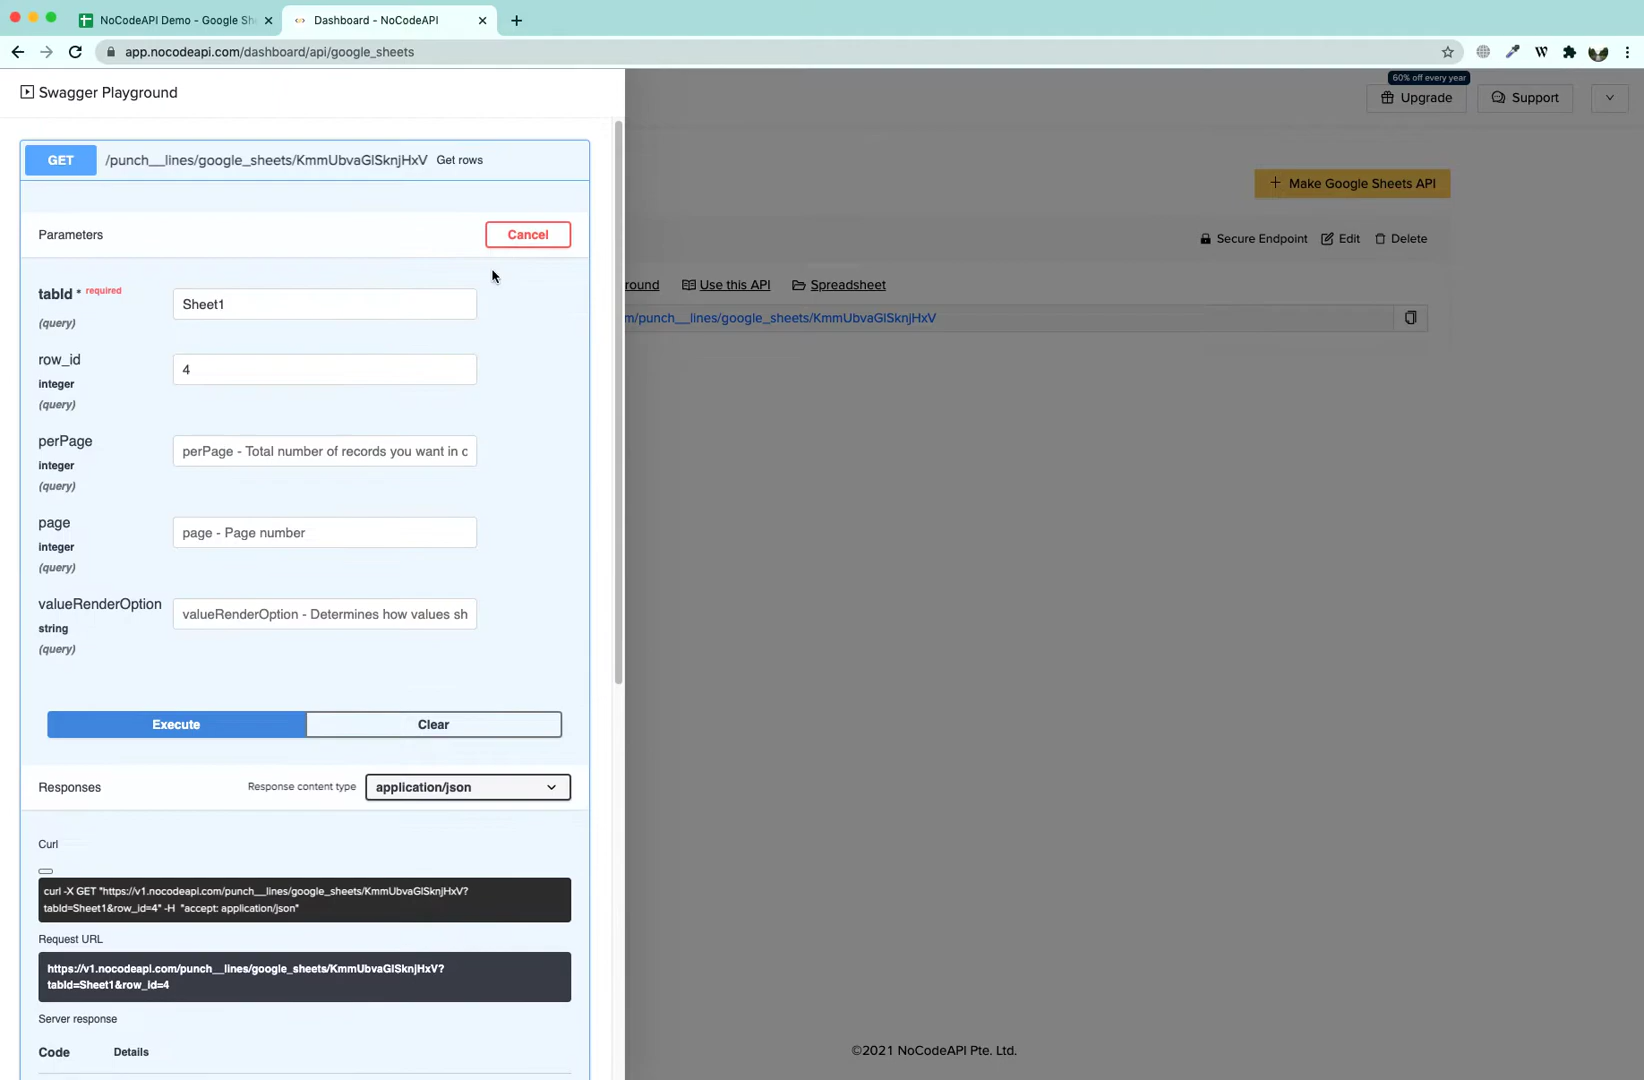 NoCodeAPI Demo - Google She
Dashboard - NoCodeAPI
app.nocodeapi.com/dashboard/api/google_sheets
W
Swagger Playground
60% off every year
Upgrade
Support
GET /punch__lines/google_sheets/KmmUbvaGlSknjHxV Get rows
+ Make Google Sheets API
Parameters
Cancel
Secure Endpoint
Edit
Delete
round
Use this API
Spreadsheet
m/punch__lines/google_sheets/KmmUbvaGlSknjHxV
tabId * required
(query)
Sheet1
row_id
integer
(query)
4
perPage
integer
(query)
perPage - Total number of records you want in c
page
integer
(query)
page - Page number
valueRenderOption
string
(query)
valueRenderOption - Determines how values sh
Execute
Clear
Responses
Response content type
application/json
Curl
curl -X GET "https://v1.nocodeapi.com/punch__lines/google_sheets/KmmUbvaGlSknjHxV?
tabId=Sheet1&row_id=4" -H "accept: application/json"
Request URL
https://v1.nocodeapi.com/punch__lines/google_sheets/KmmUbvaGlSknjHxV?
tabId=Sheet1&row_id=4
Server response
Code
Details
©2021 NoCodeAPI Pte. Ltd.